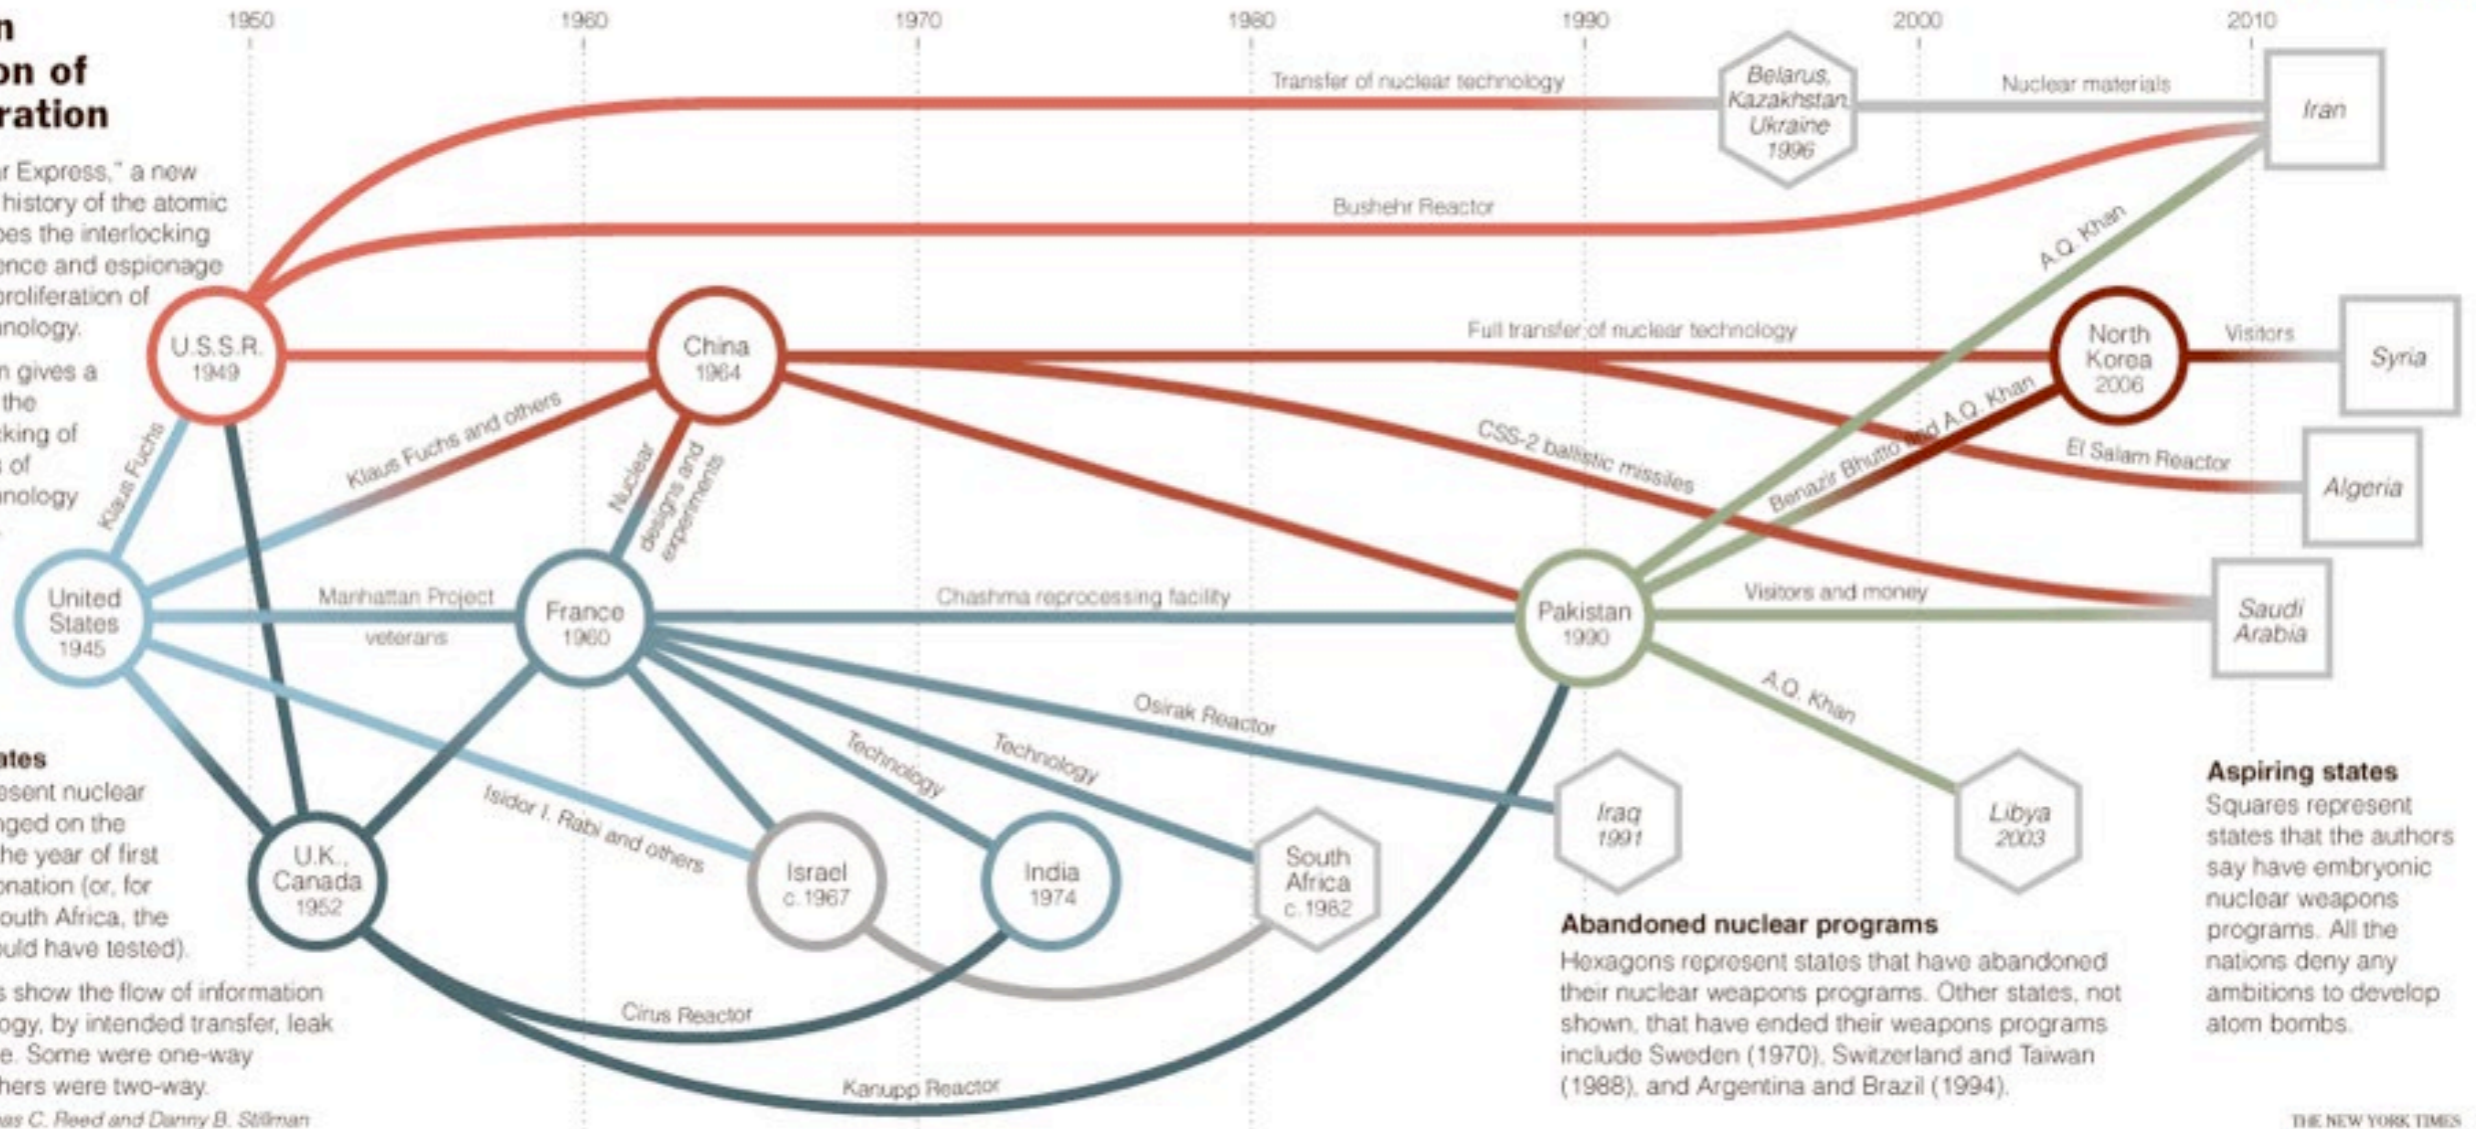 1950
1960
1970
1980
1990
2000
2010
n
on of
ration
r Express," a new
history of the atomic
bes the interlocking
ence and espionage
proliferation of
nnology.
n gives a
the
cking of
s of
nnology
Transfer of nuclear technology
Belarus,
Kazakhstan,
Ukraine
1996
Nuclear materials
Iran
Bushehr Reactor
A.Q. Khan
U.S.S.R.
1949
China
1964
Full transfer of nuclear technology
North
Korea
2006
Visitors
Syria
Klaus Fuchs
Klaus Fuchs and others
Nuclear
designs and
experiments
CSS-2 ballistic missiles
Benazir Bhutto and A.Q. Khan
El Salam Reactor
Algeria
United
States
1945
Manhattan Project
veterans
France
1960
Chashma reprocessing facility
Pakistan
1990
Visitors and money
Saudi
Arabia
Osirak Reactor
Technology
Technology
A.Q. Khan
Isidor I. Rabi and others
U.K.,
Canada
1952
Israel
c.1967
India
1974
South
Africa
c.1982
Iraq
1991
Libya
2003
Cirus Reactor
Kanupp Reactor
ates
esent nuclear
nged on the
he year of first
onation (or, for
outh Africa, the
ould have tested).
s show the flow of information
ogy, by intended transfer, leak
e. Some were one-way
hers were two-way.
as C. Reed and Danny B. Stillman
Abandoned nuclear programs
Hexagons represent states that have abandoned
their nuclear weapons programs. Other states, not
shown, that have ended their weapons programs
include Sweden (1970), Switzerland and Taiwan
(1988), and Argentina and Brazil (1994).
Aspiring states
Squares represent
states that the authors
say have embryonic
nuclear weapons
programs. All the
nations deny any
ambitions to develop
atom bombs.
THE NEW YORK TIMES